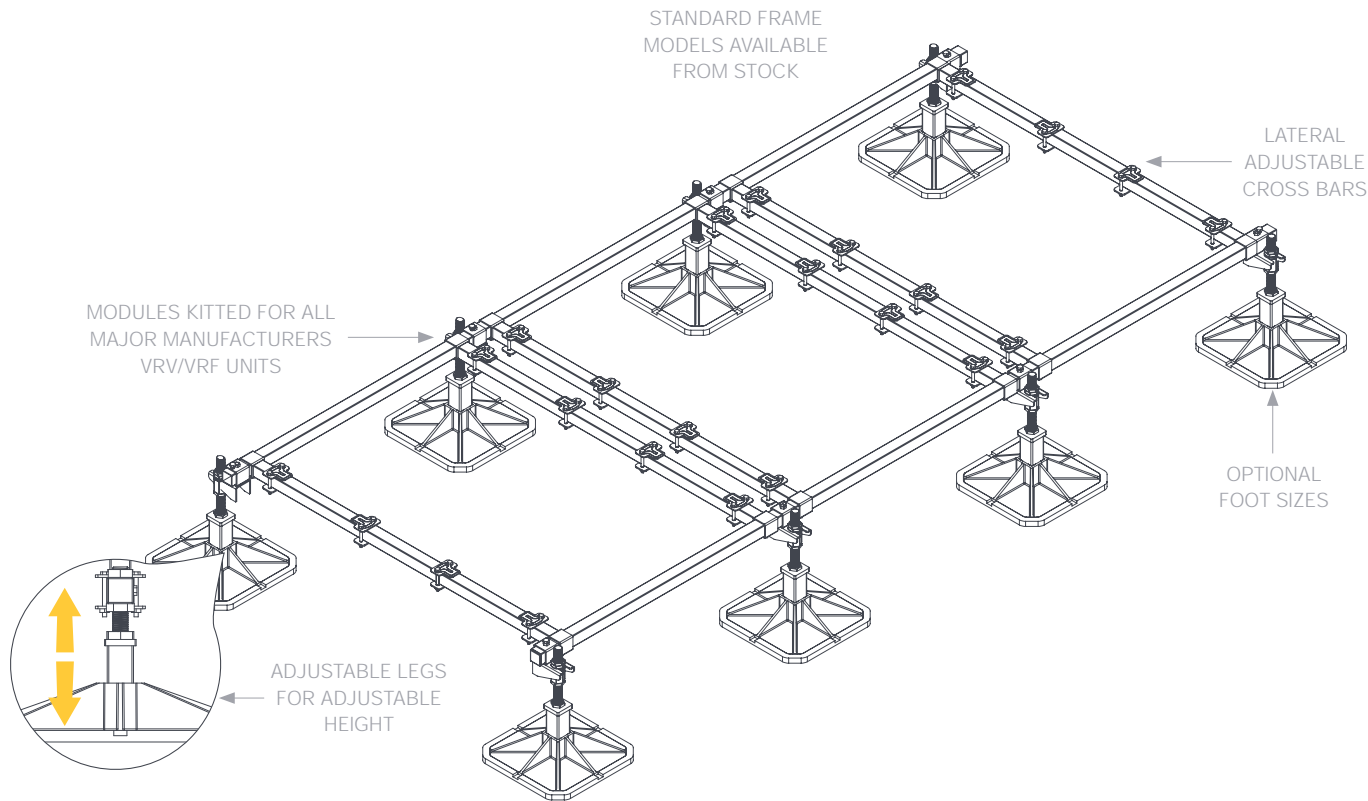 STANDARD FRAME
MODELS AVAILABLE
FROM STOCK
LATERAL
ADJUSTABLE
CROSS BARS
MODULES KITTED FOR ALL
MAJOR MANUFACTURERS
VRV/VRF UNITS
OPTIONAL
FOOT SIZES
ADJUSTABLE LEGS
FOR ADJUSTABLE
HEIGHT